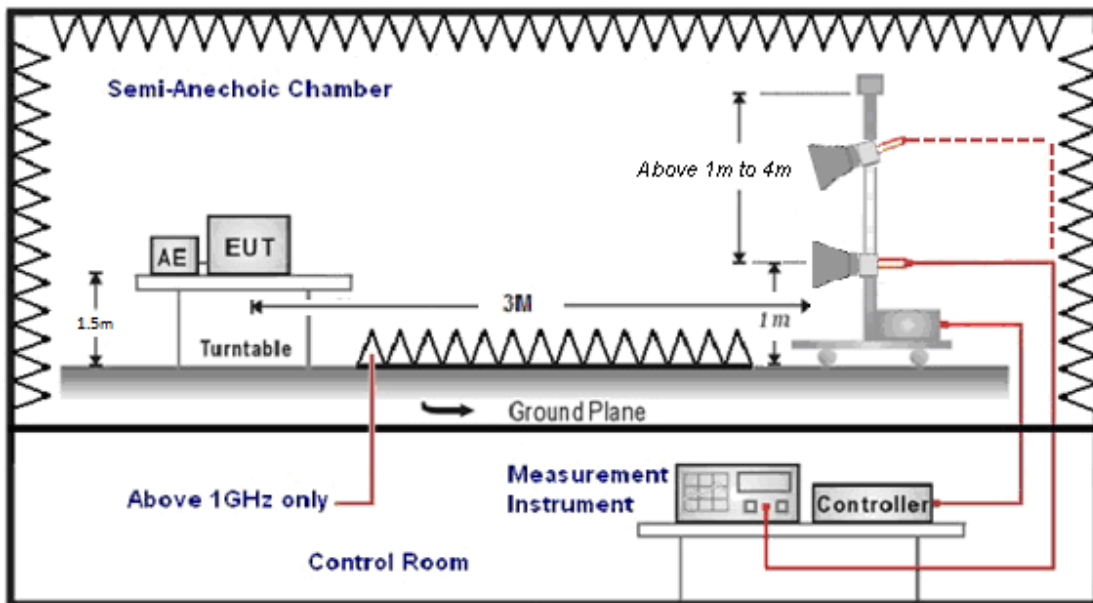 Semi-Anechoic Chamber
Above 1m to 4m
AE
EUT
3M
1m
1.5m
Turntable
Ground Plane
Above 1GHz only
Measurement
Instrument
Controller
Control Room